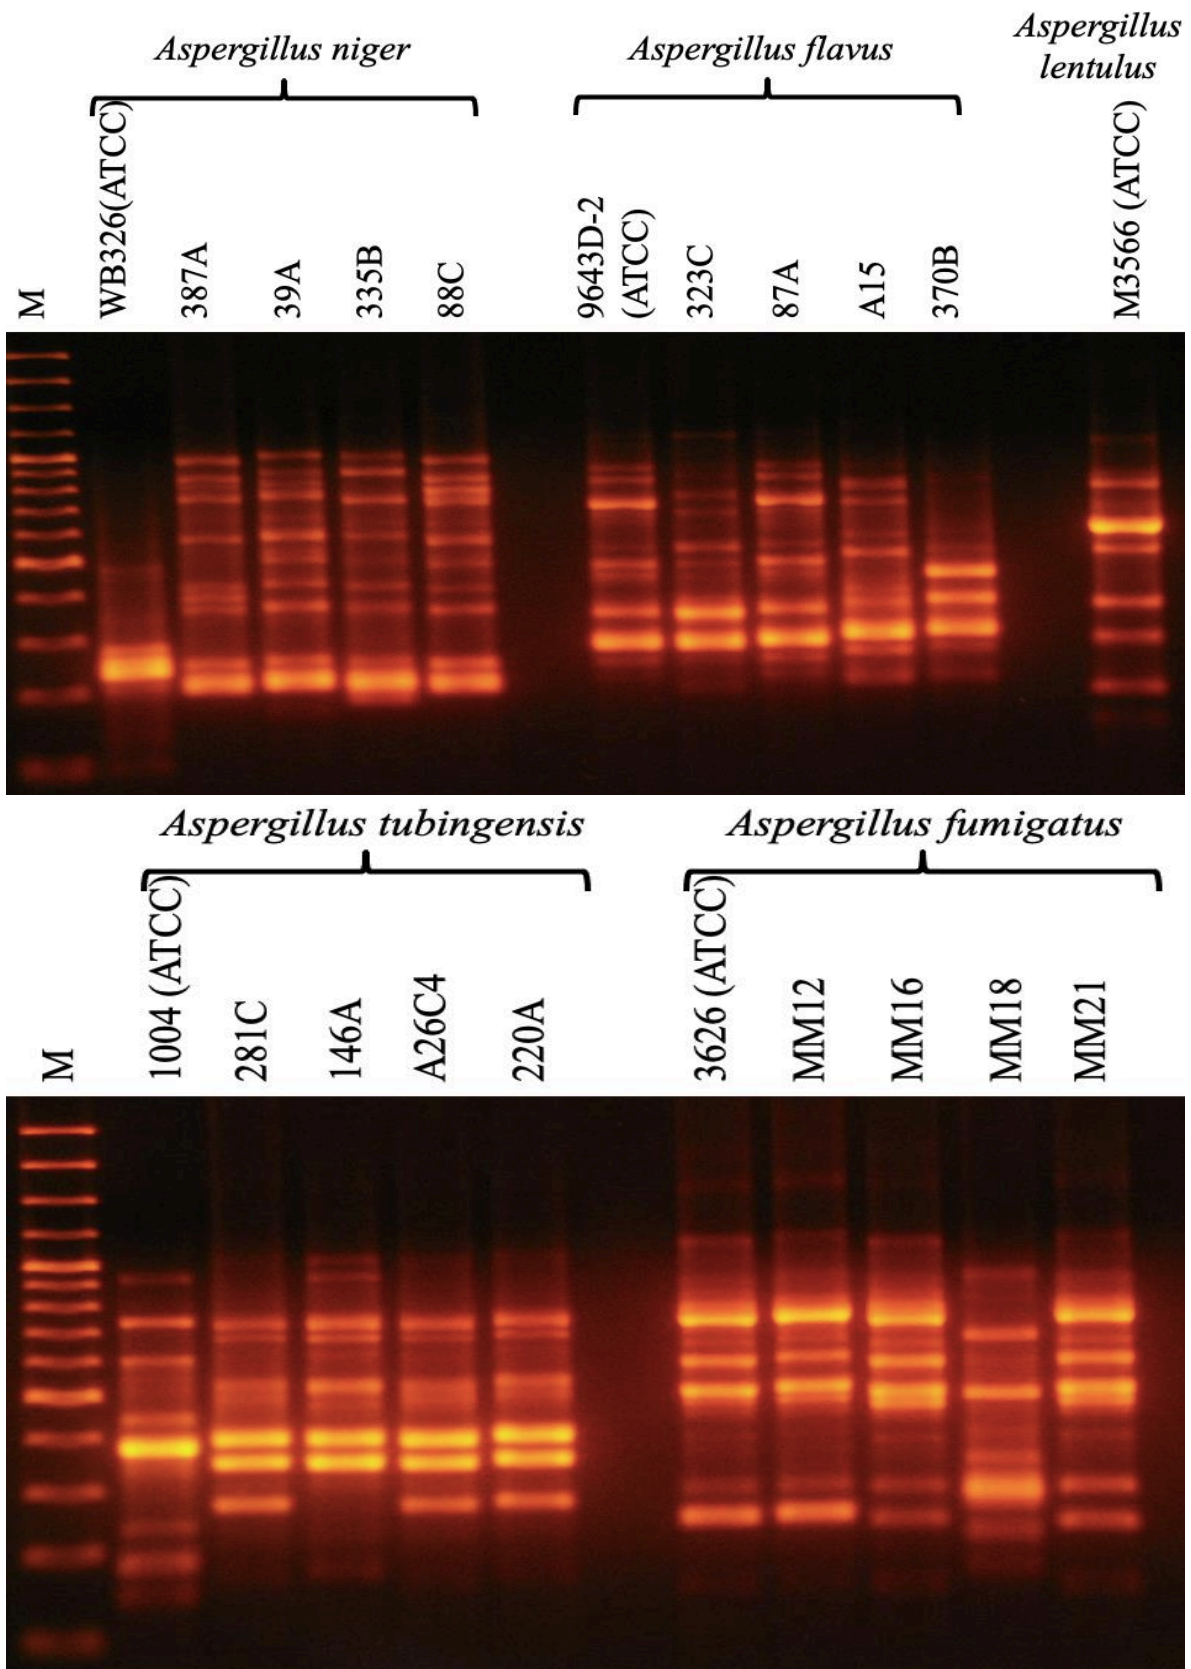 Aspergillus niger
Aspergillus flavus
Aspergillus
lentulus
M
WB326(ATCC)
387A
39A
335B
88C
9643D-2
(ATCC)
323C
87A
A15
370B
M3566 (ATCC)
Aspergillus tubingensis
Aspergillus fumigatus
M
1004 (ATCC)
281C
146A
A26C4
220A
3626 (ATCC)
MM12
MM16
MM18
MM21